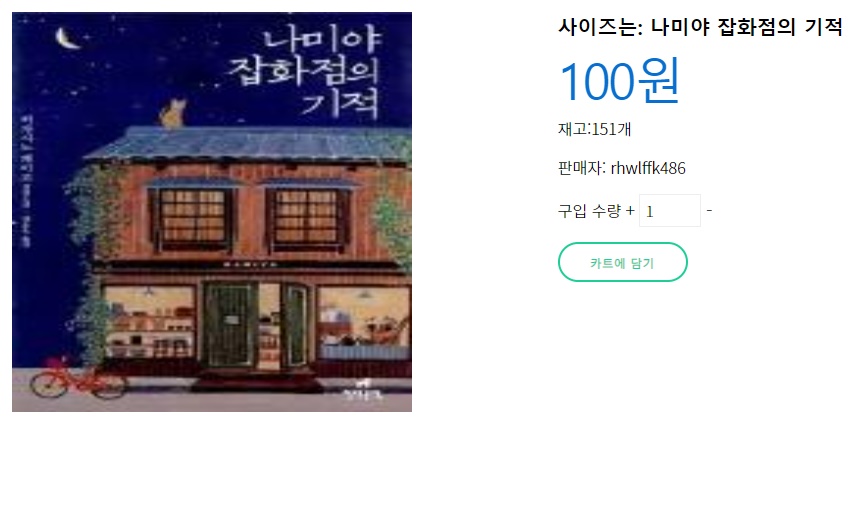 나미야
잡화점의
기적
사이즈는: 나미야 잡화점의 기적
100원
재고:151개
판매자: rhwlffk486
구입 수량 + 1 -
카트에 담기